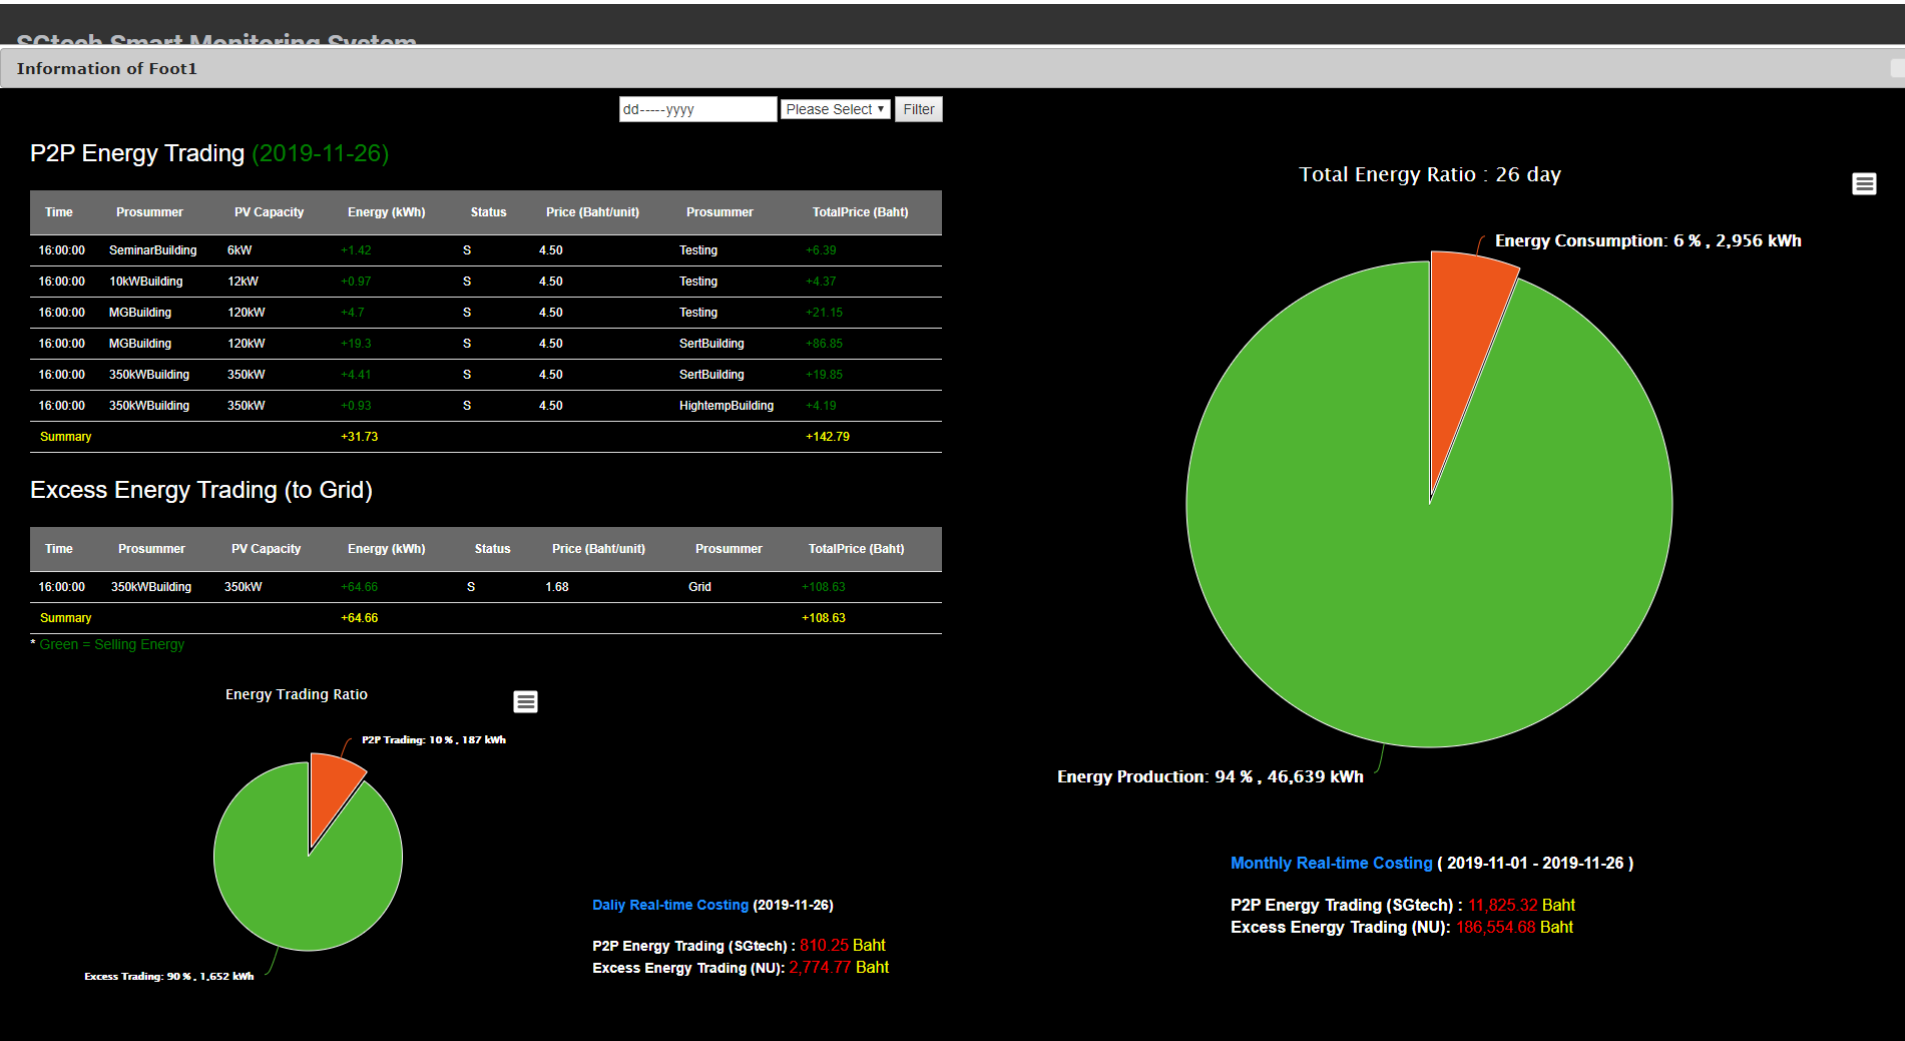 SGtech Smart Monitoring System
Information of Foot1
dd-----yyyy Please Select Filter
P2P Energy Trading (2019-11-26)
Time Prosummer PV Capacity Energy (kWh) Status Price (Baht/unit) Prosummer TotalPrice (Baht)
16:00:00 SeminarBuilding 6kW +1.42 S 4.50 Testing +6.39
16:00:00 10kWBuilding 12kW +0.97 S 4.50 Testing +4.37
16:00:00 MGBuilding 120kW +4.7 S 4.50 Testing +21.15
16:00:00 MGBuilding 120kW +19.3 S 4.50 SertBuilding +86.85
16:00:00 350kWBuilding 350kW +4.41 S 4.50 SertBuilding +19.85
16:00:00 350kWBuilding 350kW +0.93 S 4.50 HightempBuilding +4.19
Summary +31.73 +142.79
Excess Energy Trading (to Grid)
Time Prosummer PV Capacity Energy (kWh) Status Price (Baht/unit) Prosummer TotalPrice (Baht)
16:00:00 350kWBuilding 350kW +64.66 S 1.68 Grid +108.63
Summary +64.66 +108.63
* Green = Selling Energy
Energy Trading Ratio
P2P Trading: 10 % , 187 kWh
Excess Trading: 90 % , 1,652 kWh
Daliy Real-time Costing (2019-11-26)
P2P Energy Trading (SGtech) : 810.25 Baht
Excess Energy Trading (NU): 2,774.77 Baht
Total Energy Ratio : 26 day
Energy Consumption: 6 % , 2,956 kWh
Energy Production: 94 % , 46,639 kWh
Monthly Real-time Costing ( 2019-11-01 - 2019-11-26 )
P2P Energy Trading (SGtech) : 11,825.32 Baht
Excess Energy Trading (NU): 186,554.68 Baht